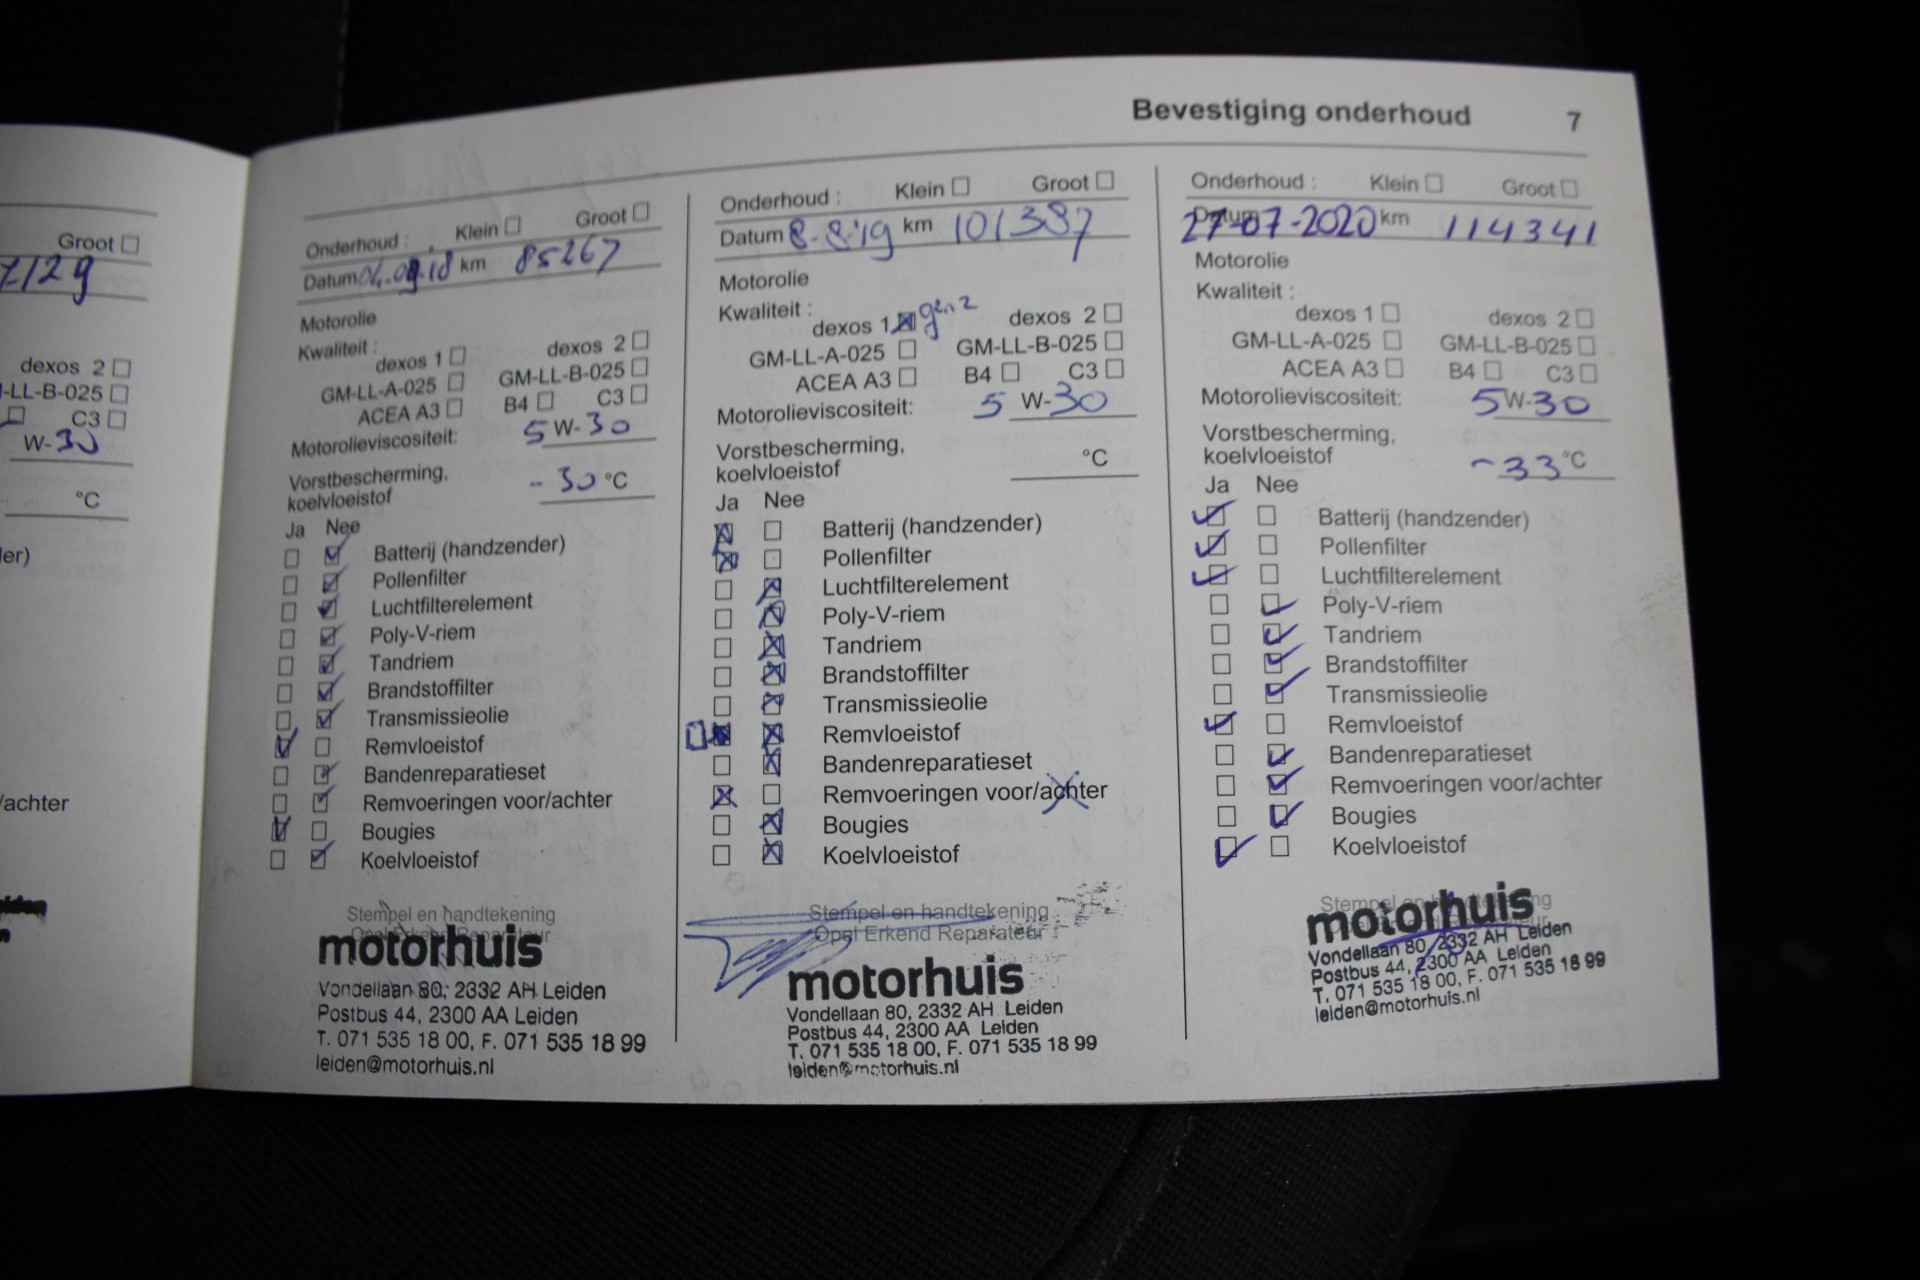 Groot
7129
dexos 2
-LL-B-025
C3
W-30
°C
er)
/achter
Bevestiging onderhoud 7
Onderhoud : Klein Groot
Datum 04.09.18 km 85267
Motorolie
Kwaliteit :
dexos 1 dexos 2
GM-LL-A-025 GM-LL-B-025
ACEA A3 B4 C3
Motorolieviscositeit: 5 W-30
Vorstbescherming,
koelvloeistof - 30 °C
Ja Nee
Batterij (handzender)
Pollenfilter
Luchtfilterelement
Poly-V-riem
Tandriem
Brandstoffilter
Transmissieolie
Remvloeistof
Bandenreparatieset
Remvoeringen voor/achter
Bougies
Koelvloeistof
Stempel en handtekening
Opel Erkend Reparateur
motorhuis
Vondellaan 80, 2332 AH Leiden
Postbus 44, 2300 AA Leiden
T. 071 535 18 00, F. 071 535 18 99
leiden@motorhuis.nl
Onderhoud : Klein Groot
Datum 8-8-'19 km 101387
Motorolie
Kwaliteit :
dexos 1 gen 2 dexos 2
GM-LL-A-025 GM-LL-B-025
ACEA A3 B4 C3
Motorolieviscositeit: 5 W-30
Vorstbescherming,
koelvloeistof °C
Ja Nee
Batterij (handzender)
Pollenfilter
Luchtfilterelement
Poly-V-riem
Tandriem
Brandstoffilter
Transmissieolie
Remvloeistof
Bandenreparatieset
Remvoeringen voor/achter
Bougies
Koelvloeistof
Stempel en handtekening
Opel Erkend Reparateur
motorhuis
Vondellaan 80, 2332 AH Leiden
Postbus 44, 2300 AA Leiden
T. 071 535 18 00, F. 071 535 18 99
leiden@motorhuis.nl
Onderhoud : Klein Groot
Datum 27-07-2020 km 114341
Motorolie
Kwaliteit :
dexos 1 dexos 2
GM-LL-A-025 GM-LL-B-025
ACEA A3 B4 C3
Motorolieviscositeit: 5 W-30
Vorstbescherming,
koelvloeistof -33 °C
Ja Nee
Batterij (handzender)
Pollenfilter
Luchtfilterelement
Poly-V-riem
Tandriem
Brandstoffilter
Transmissieolie
Remvloeistof
Bandenreparatieset
Remvoeringen voor/achter
Bougies
Koelvloeistof
Stempel en handtekening
motorhuis
Vondellaan 80, 2332 AH Leiden
Postbus 44, 2300 AA Leiden
T. 071 535 18 00, F. 071 535 18 99
leiden@motorhuis.nl